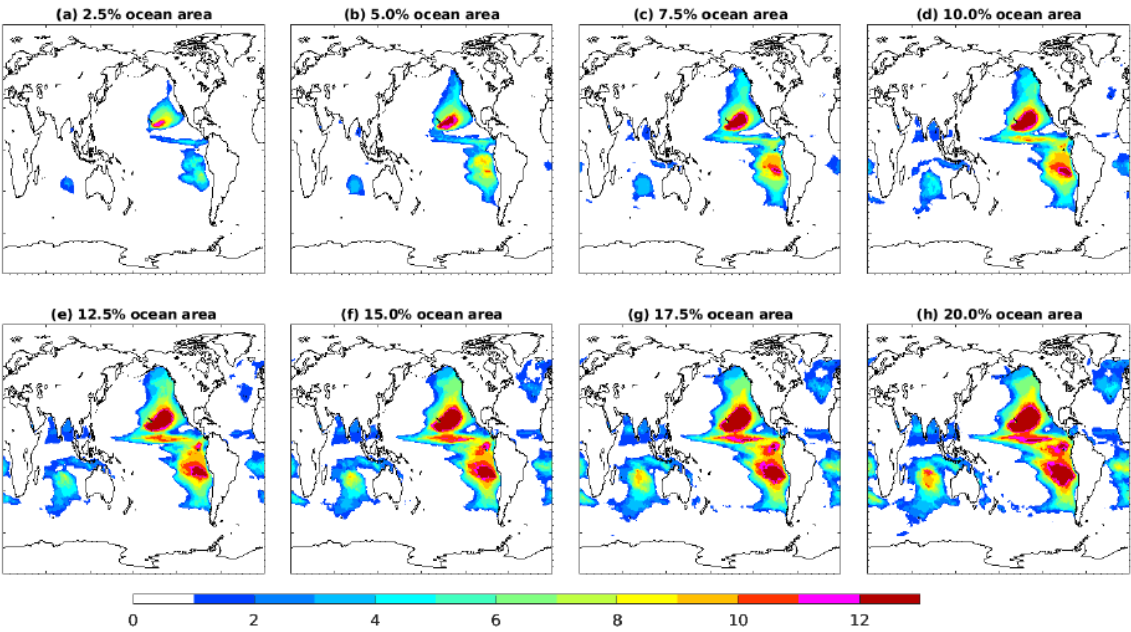 (a) 2.5% ocean area
(b) 5.0% ocean area
(c) 7.5% ocean area
(d) 10.0% ocean area
(e) 12.5% ocean area
(f) 15.0% ocean area
(g) 17.5% ocean area
(h) 20.0% ocean area
0 2 4 6 8 10 12